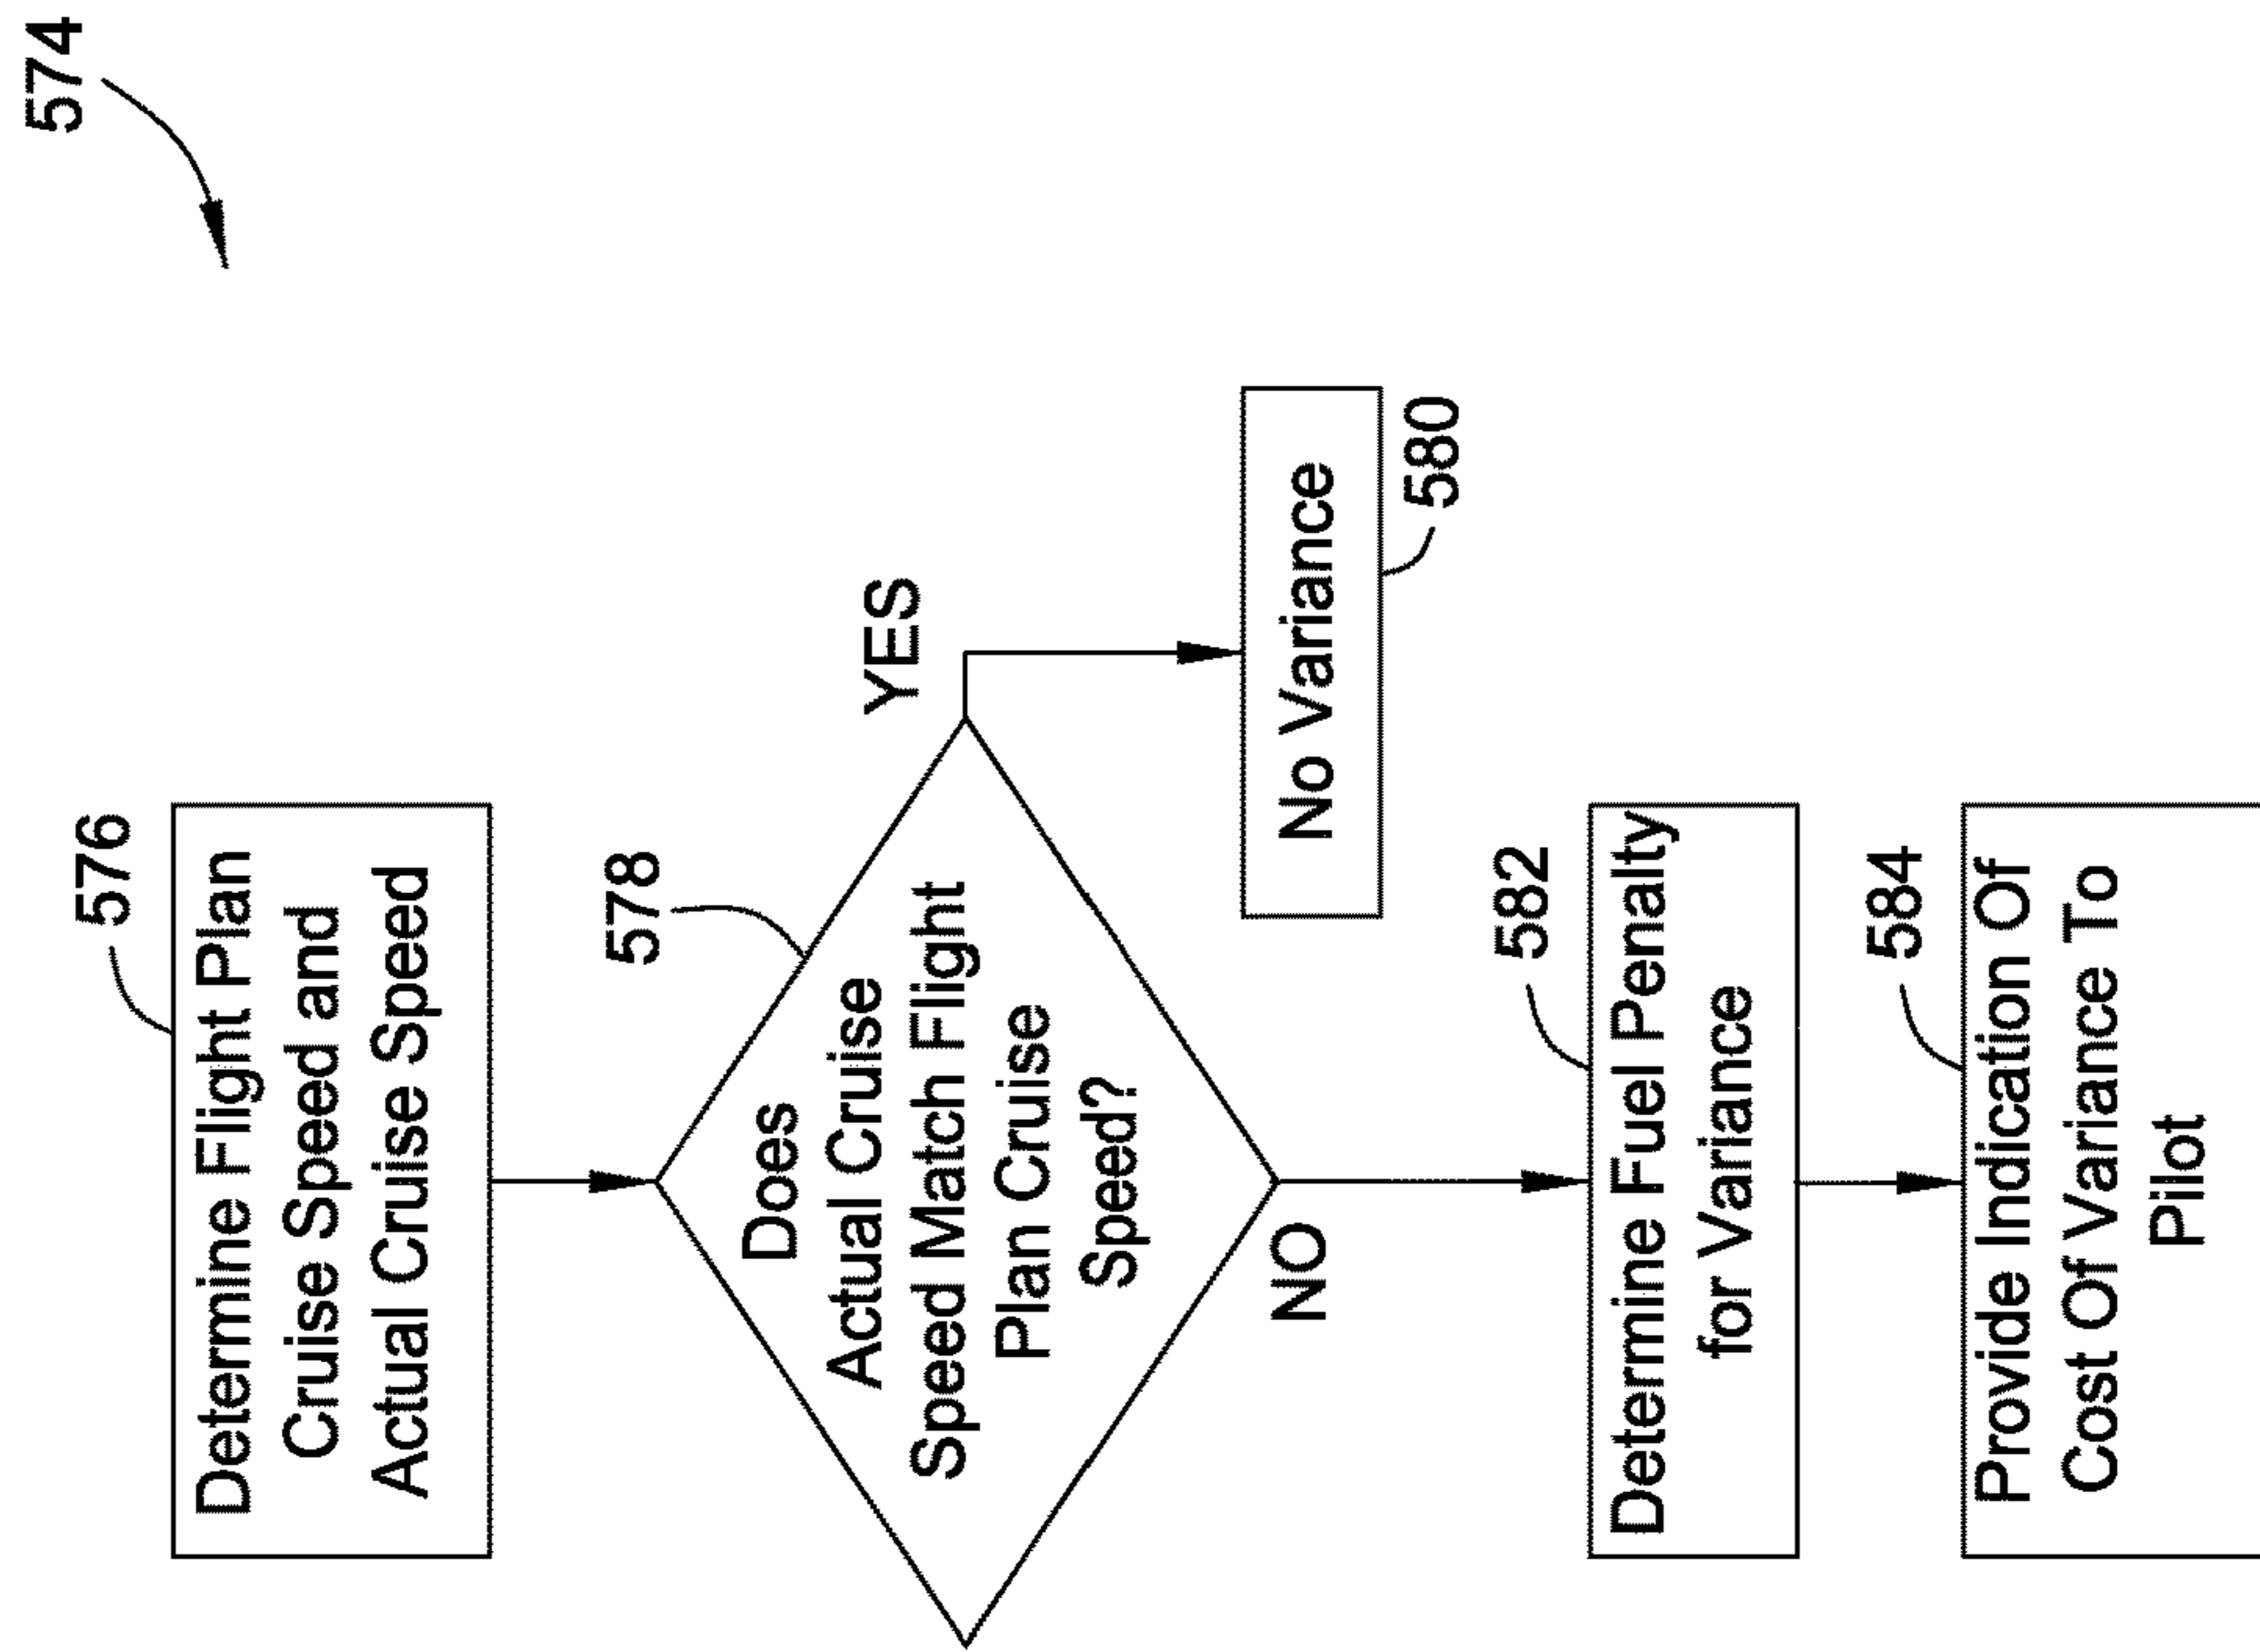 574
576
Determine Flight Plan
Cruise Speed and
Actual Cruise Speed
578
Does
Actual Cruise
Speed Match Flight
Plan Cruise
Speed?
YES
NO
No Variance
580
582
Determine Fuel Penalty
for Variance
584
Provide Indication Of
Cost Of Variance To
Pilot